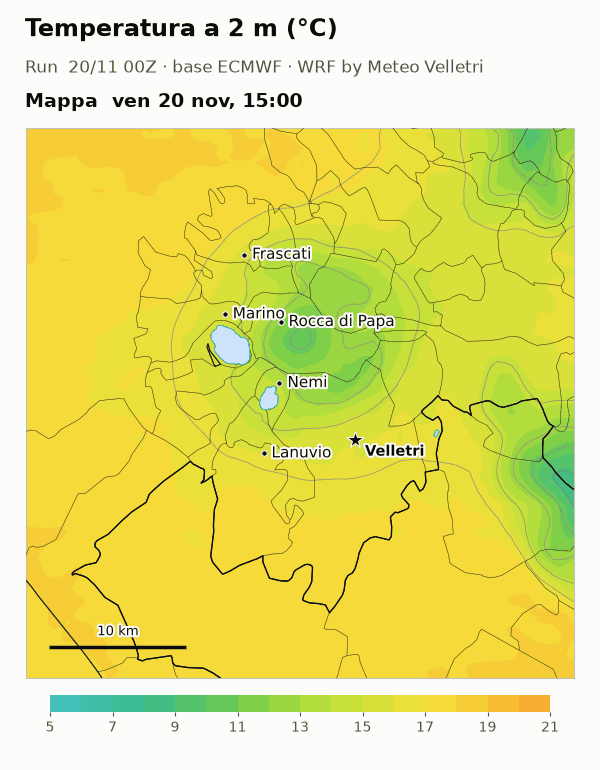 Temperatura a 2 m (°C)
Run  20/11 00Z · base ECMWF · WRF by Meteo Velletri
Mappa  ven 20 nov, 15:00
Frascati
Marino
Rocca di Papa
Nemi
Velletri
Lanuvio
10 km
5 7 9 11 13 15 17 19 21